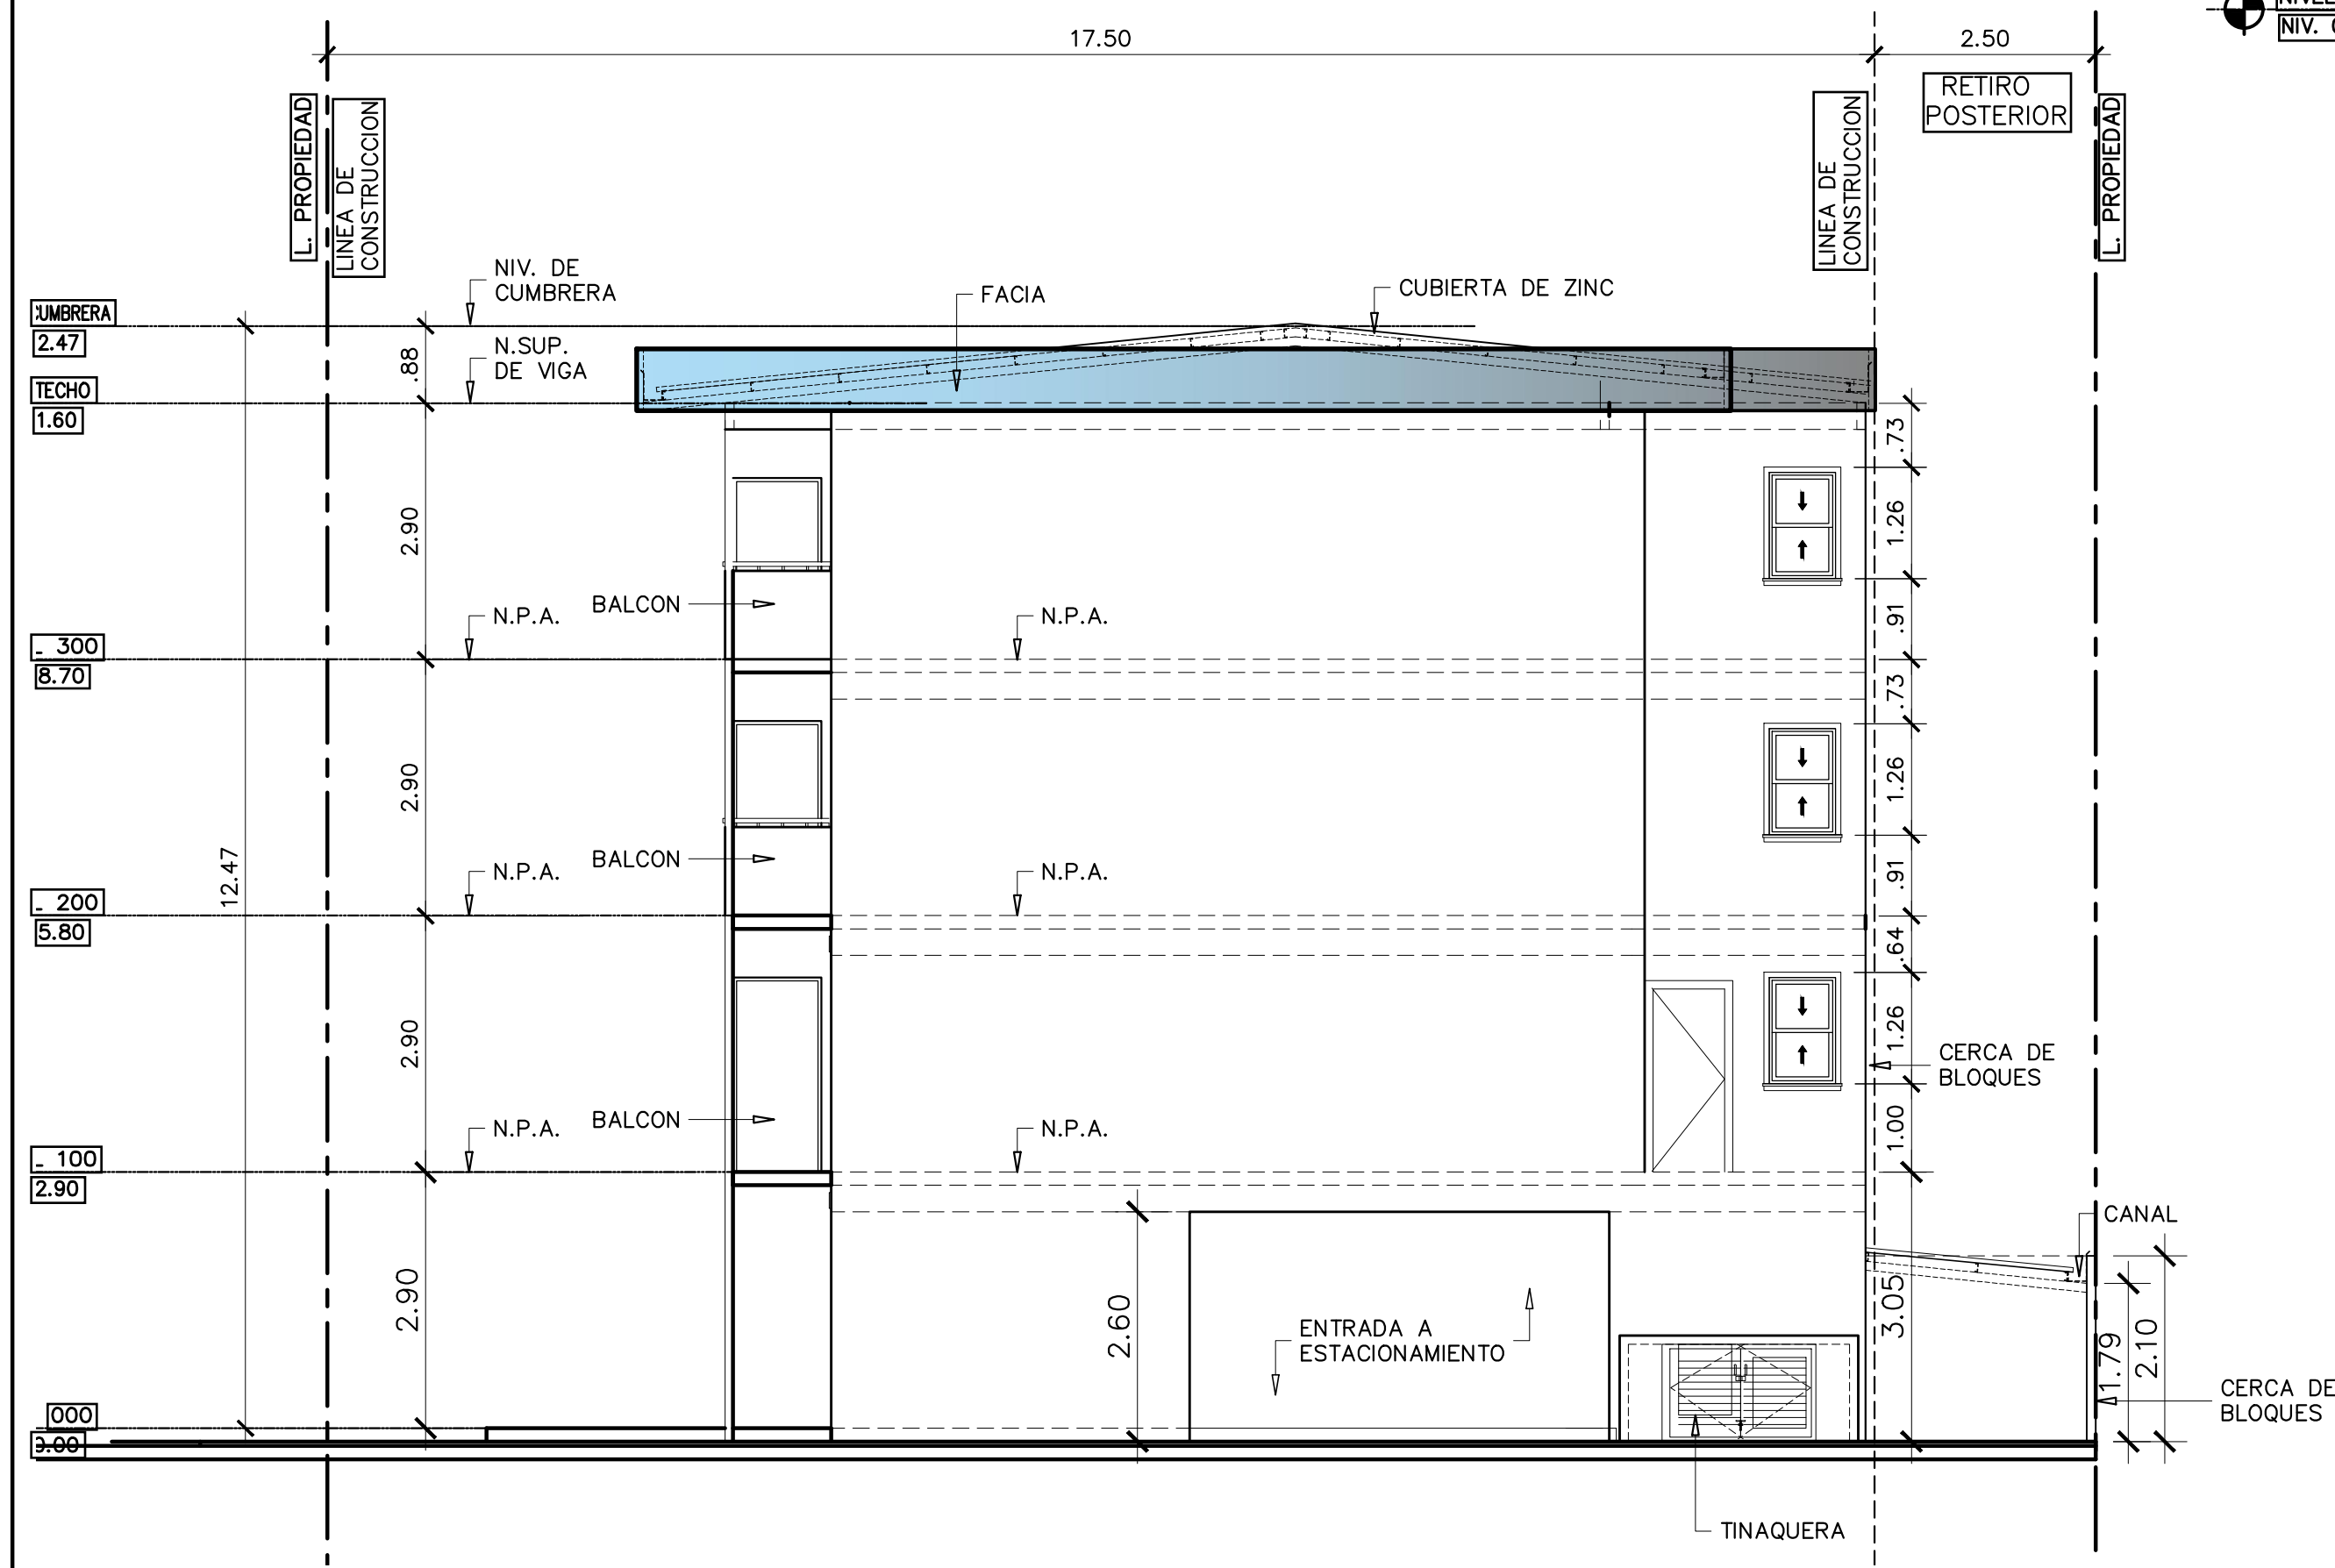 17.50
2.50
NIV.
RETIRO
POSTERIOR
L. PROPIEDAD
LINEA DE
CONSTRUCCION
LINEA DE
CONSTRUCCION
L. PROPIEDAD
NIV. DE
CUMBRERA
FACIA
CUBIERTA DE ZINC
UMBRERA
2.47
.88
N.SUP.
DE VIGA
TECHO
1.60
.73
2.90
1.26
BALCON
N.P.A.
N.P.A.
.91
_ 300
8.70
.73
2.90
1.26
12.47
BALCON
N.P.A.
N.P.A.
.91
_ 200
5.80
.64
2.90
1.26
CERCA DE
BLOQUES
BALCON
N.P.A.
N.P.A.
1.00
_ 100
2.90
CANAL
2.90
2.60
ENTRADA A
ESTACIONAMIENTO
3.05
1.79
2.10
CERCA DE
BLOQUES
000
0.00
TINAQUERA